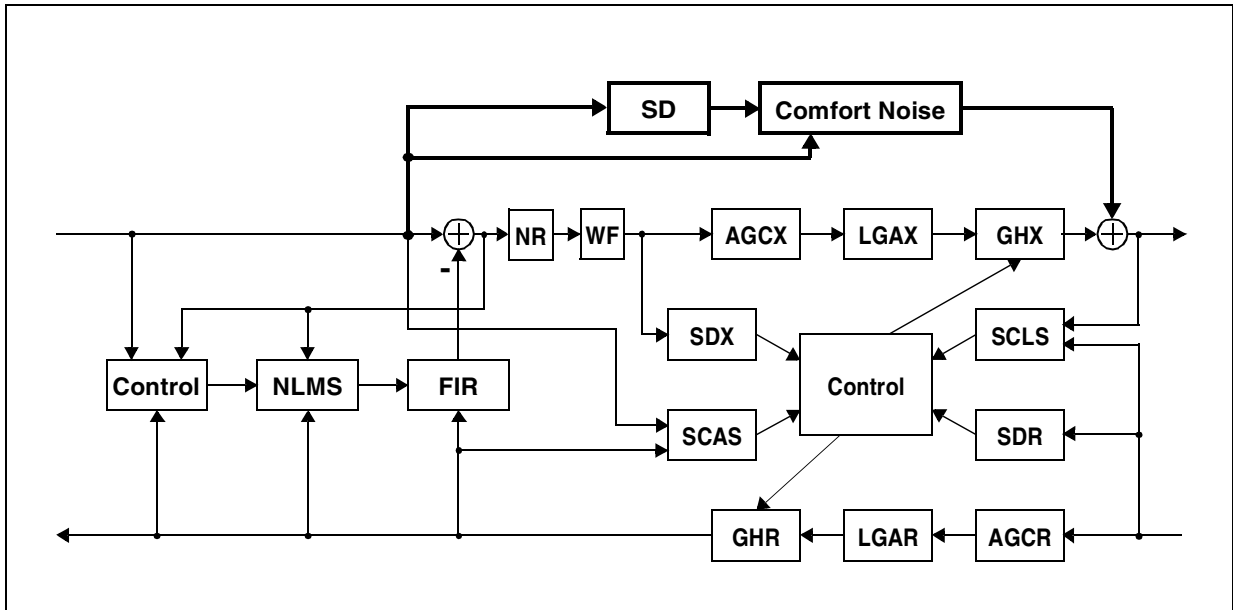 SD
Comfort Noise
NR
WF
AGCX
LGAX
GHX
-
SDX
SCLS
Control
NLMS
FIR
Control
SCAS
SDR
GHR
LGAR
AGCR